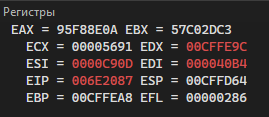 Регистры
EAX = 95F88E0A EBX = 57C02DC3
ECX = 00005691 EDX = 00CFFE9C
ESI = 0000C90D EDI = 000040B4
EIP = 006E2087 ESP = 00CFFD64
EBP = 00CFFEA8 EFL = 00000286